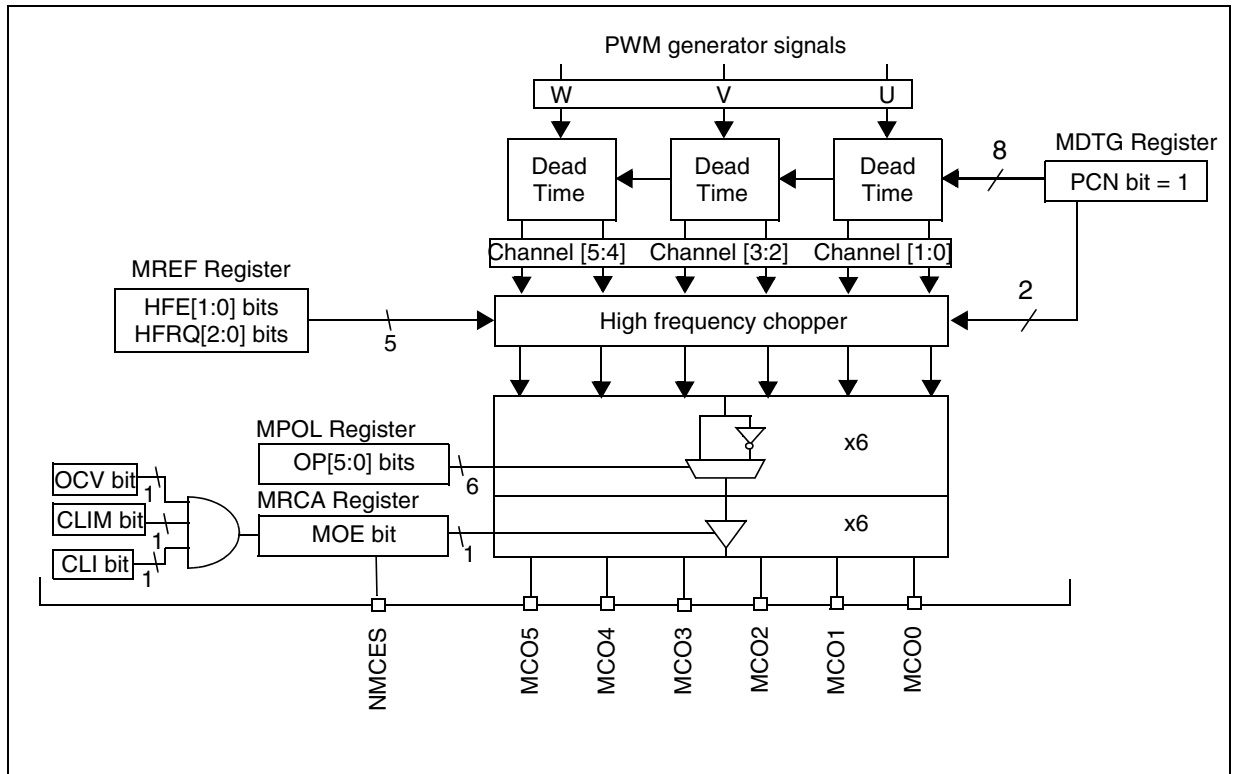 PWM generator signals
W V U
MDTG Register
Dead Time
Dead Time
Dead Time
8
PCN bit = 1
Channel [5:4] Channel [3:2] Channel [1:0]
MREF Register
HFE[1:0] bits
HFRQ[2:0] bits
5
High frequency chopper
2
MPOL Register
OP[5:0] bits
6
x6
OCV bit
1
CLIM bit
1
CLI bit
1
MRCA Register
MOE bit
1
x6
NMCES
MCO5
MCO4
MCO3
MCO2
MCO1
MCO0